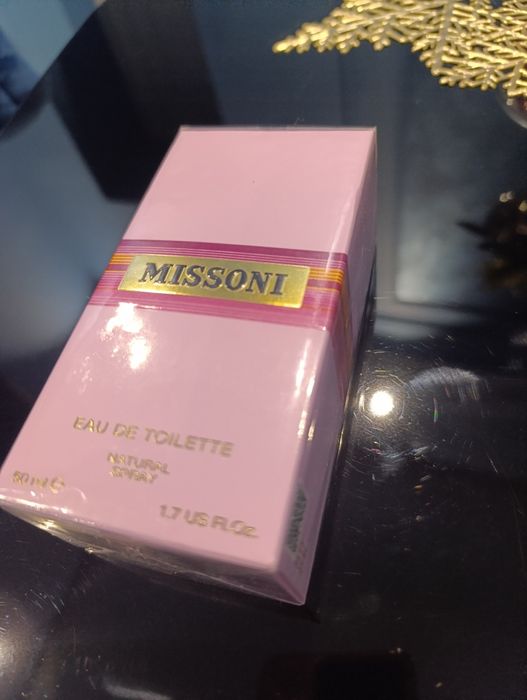 MISSONI
EAU DE TOILETTE
NATURAL
SPRAY
50 ml ℮
1.7 US FL.Oz.